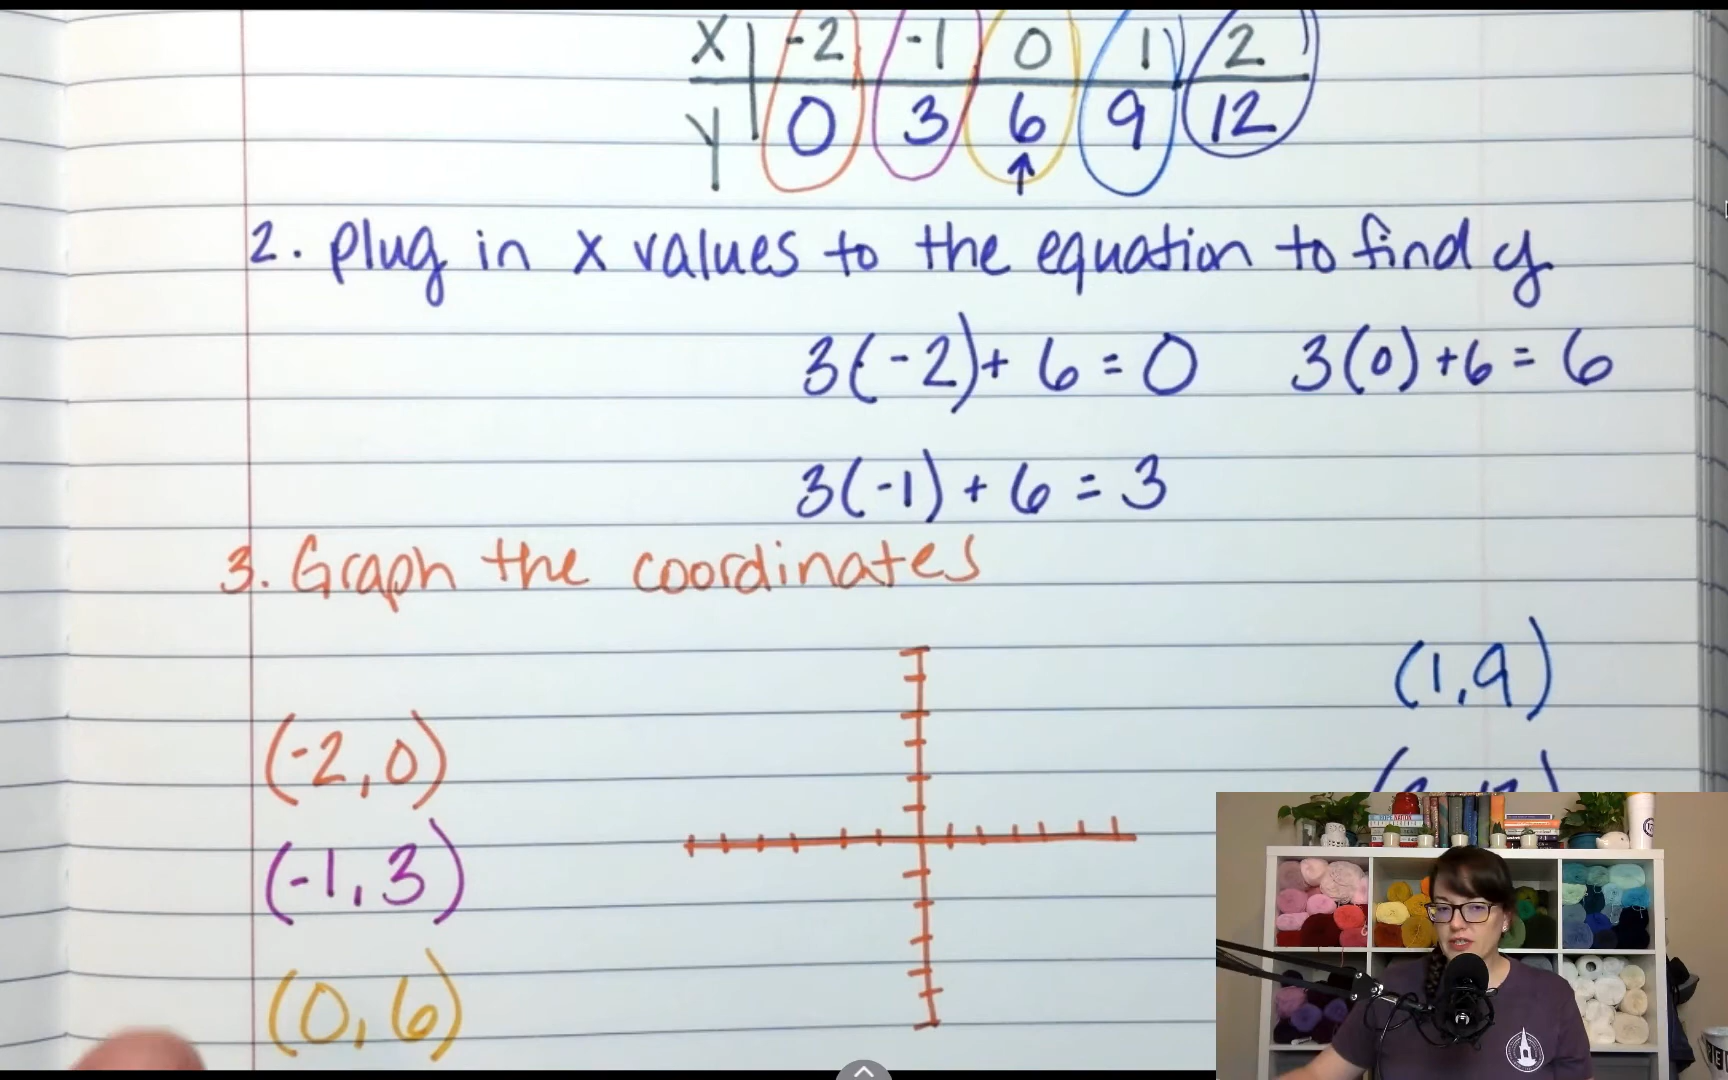 X -2 -1 0 1 2
y 0 3 6 9 12
2. plug in x values to the equation to find y
3(-2)+ 6 = 0 3(0)+6 = 6
3(-1) + 6 = 3
3. Graph the coordinates
(1,9)
(-2,0)
(-1,3)
(0,6)